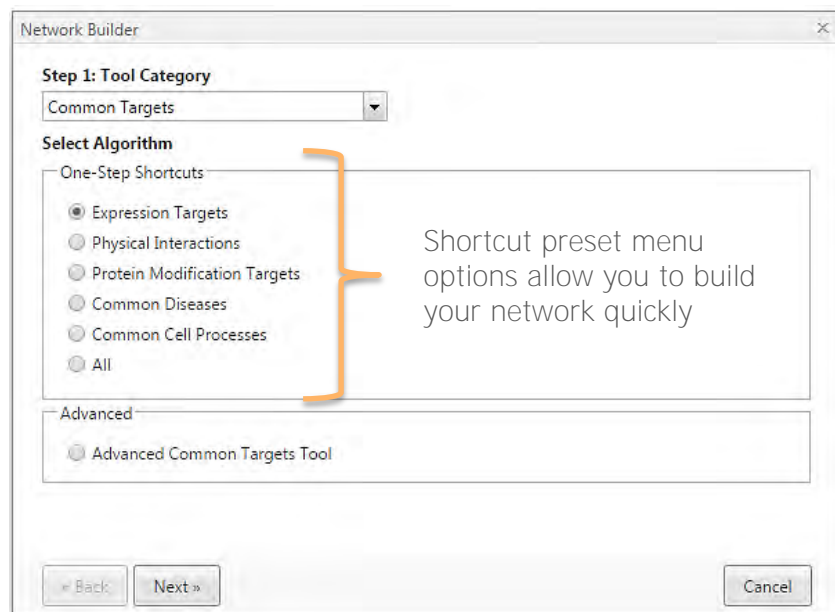 Network Builder
Step 1: Tool Category
Common Targets
Select Algorithm
One-Step Shortcuts
Expression Targets
Physical Interactions
Protein Modification Targets
Common Diseases
Common Cell Processes
All
Shortcut preset menu
options allow you to build
your network quickly
Advanced
Advanced Common Targets Tool
« Back
Next »
Cancel